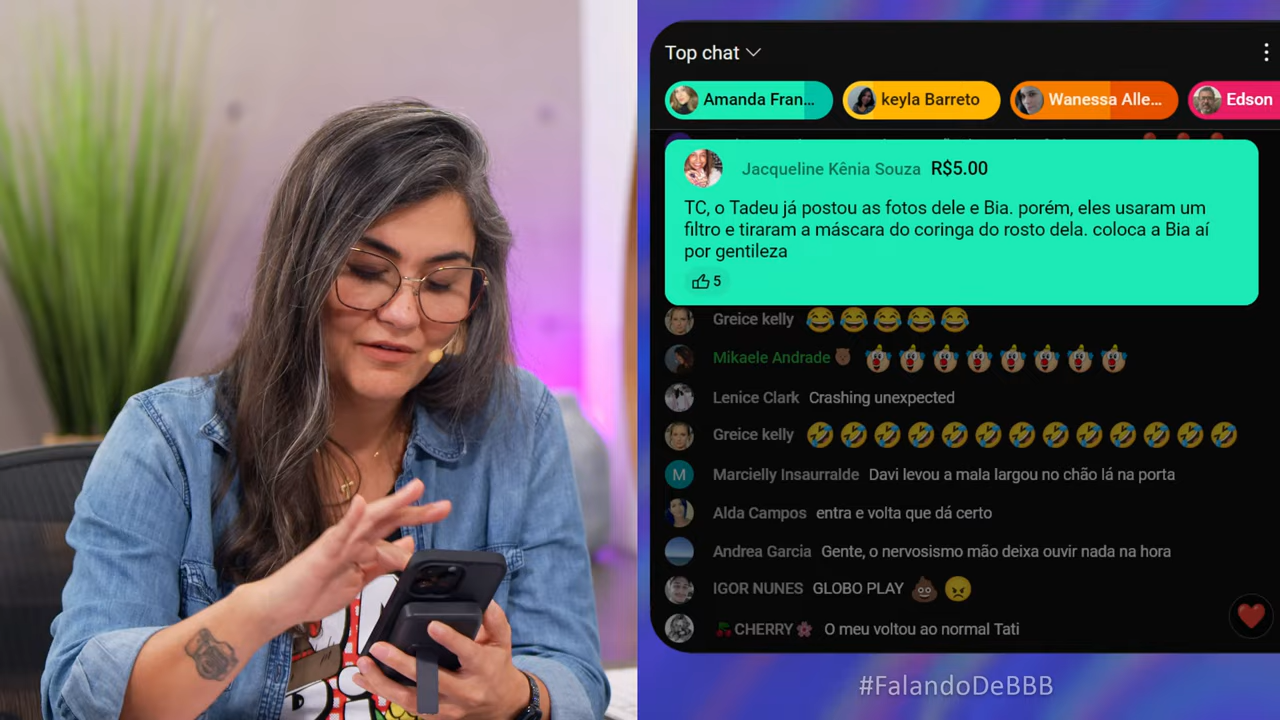 Top chat
Amanda Fran...
keyla Barreto
Wanessa Alle...
Edson
Jacqueline Kênia Souza R$5.00
TC, o Tadeu já postou as fotos dele e Bia. porém, eles usaram um
filtro e tiraram a máscara do coringa do rosto dela. coloca a Bia aí
por gentileza
5
Greice kelly 😂😂😂😂😂
Mikaele Andrade 🤡🤡🤡🤡🤡🤡🤡🤡
Lenice Clark Crashing unexpected
Greice kelly 🤣🤣🤣🤣🤣🤣🤣🤣🤣🤣🤣🤣🤣
M Marcielly Insaurralde Davi levou a mala largou no chão lá na porta
Alda Campos entra e volta que dá certo
Andrea Garcia Gente, o nervosismo mão deixa ouvir nada na hora
IGOR NUNES GLOBO PLAY 💩😠
🍒CHERRY🌸 O meu voltou ao normal Tati
#FalandoDeBBB